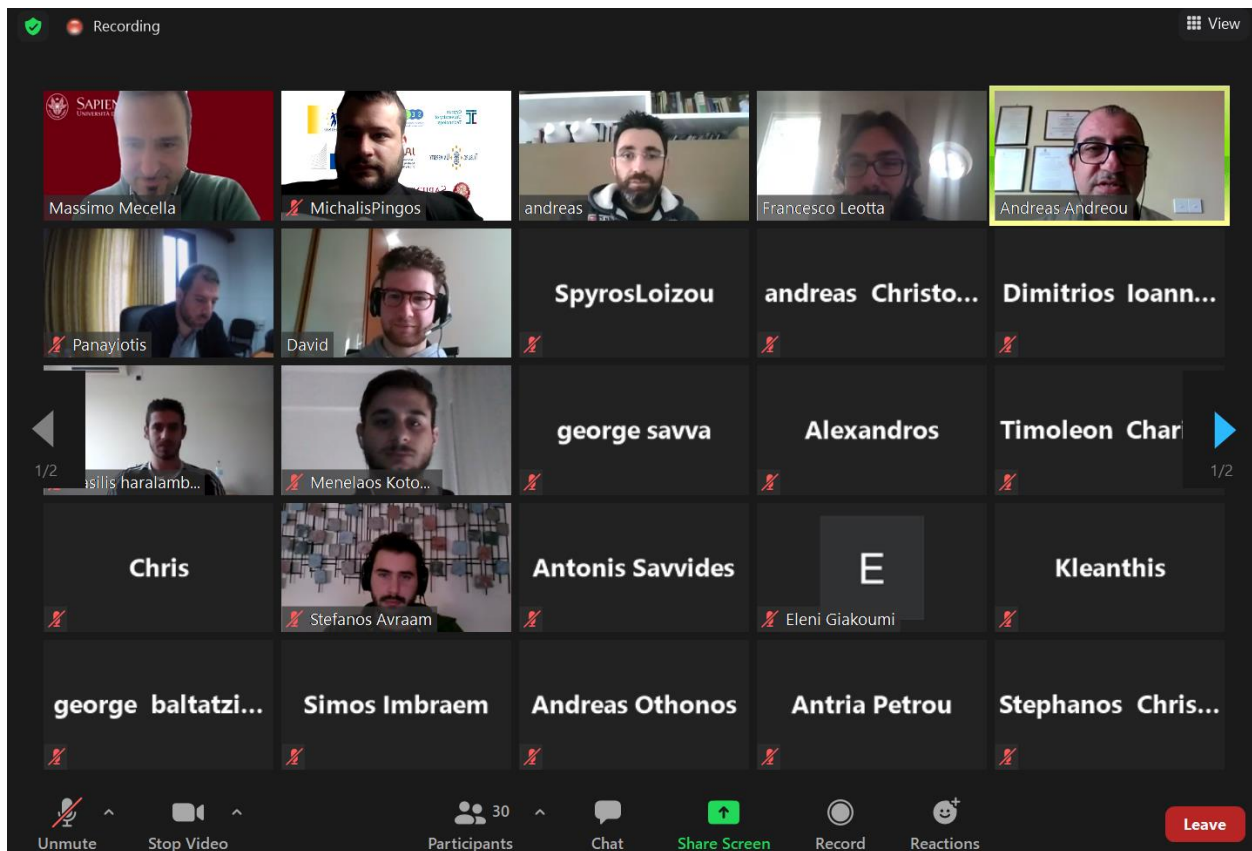 Recording
View
SAPIEN
UNIVERSITÀ
Massimo Mecella
MichalisPingos
andreas
Francesco Leotta
Andreas Andreou
Panayiotis
David
SpyrosLoizou
andreas Christo...
Dimitrios Ioann...
asilis haralamb...
Menelaos Koto...
george savva
Alexandros
Timoleon Chari
1/2
1/2
Chris
Stefanos Avraam
Antonis Savvides
E
Eleni Giakoumi
Kleanthis
george baltatzi...
Simos Imbraem
Andreas Othonos
Antria Petrou
Stephanos Chris...
30
Unmute
Stop Video
Participants
Chat
Share Screen
Record
Reactions
Leave